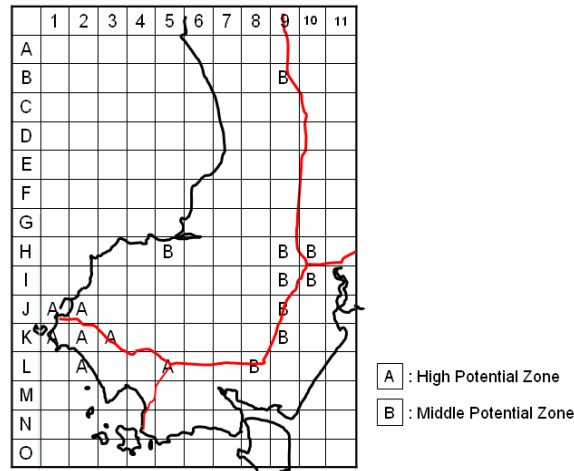 1 2 3 4 5 6 7 8 9 10 11
A
B B
C
D
E
F
G
H B B B
I B B
J A A B
K A A A B
L A A B
M
N
O
A : High Potential Zone
B : Middle Potential Zone